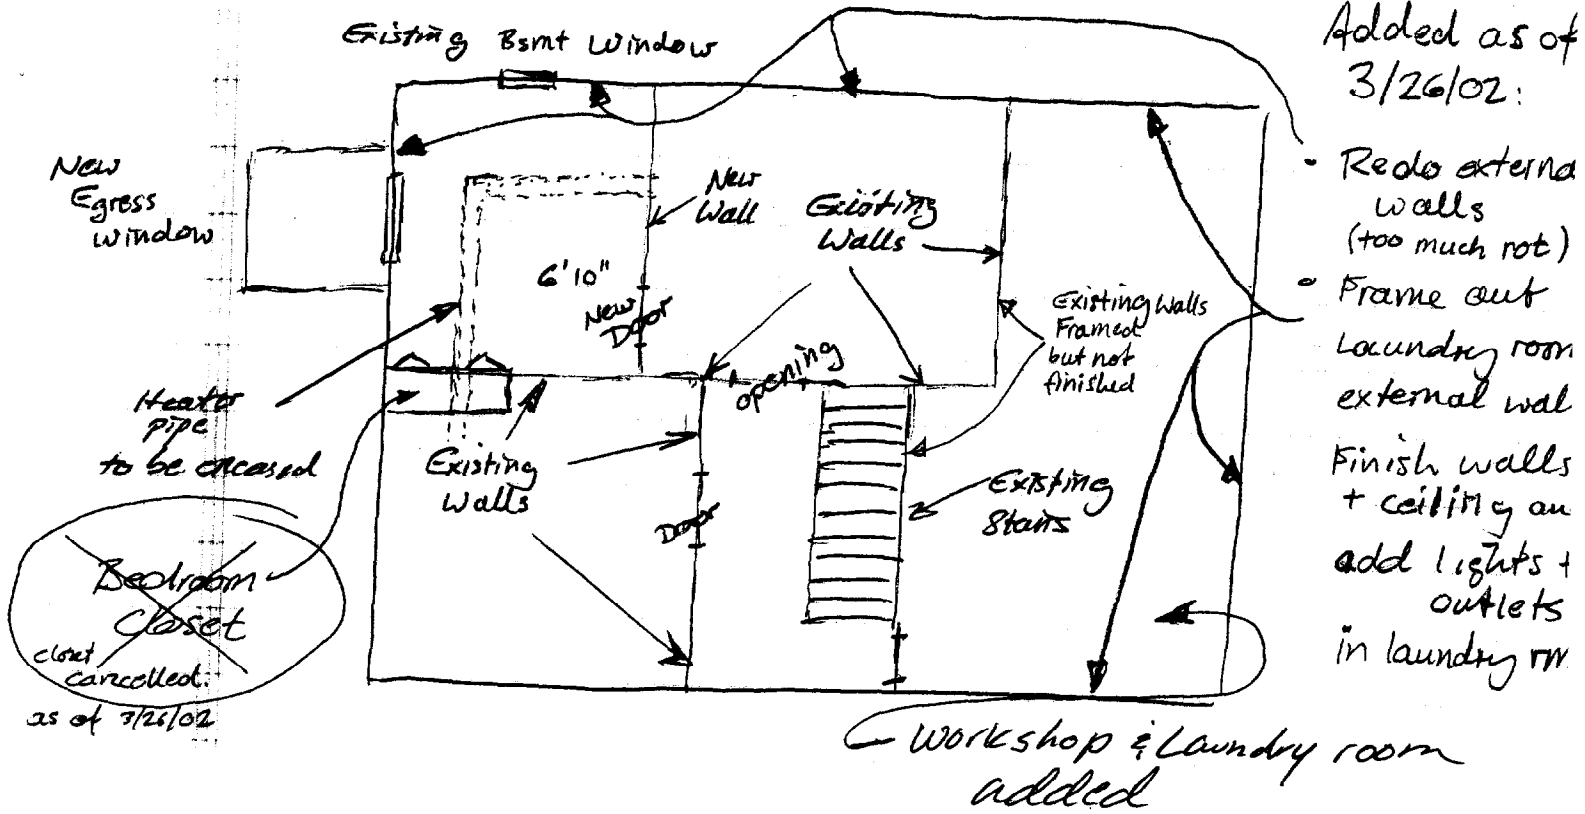 Existing Bsmt Window
Added as of
3/26/02:
New
Egress
Window
New
Wall
Existing
Walls
• Redo externa
walls
(too much rot)
6'10"
New
Door
Existing Walls
Framed
but not
finished
• Frame out
Laundry room
external wal
opening
Heater
pipe
to be encased
Existing
Walls
Door
Existing
Stairs
Finish walls
+ ceiling an
add lights +
outlets
in laundry rm
Bedroom
Closet
closet
cancelled.
as of 3/26/02
Workshop & Laundry room
added